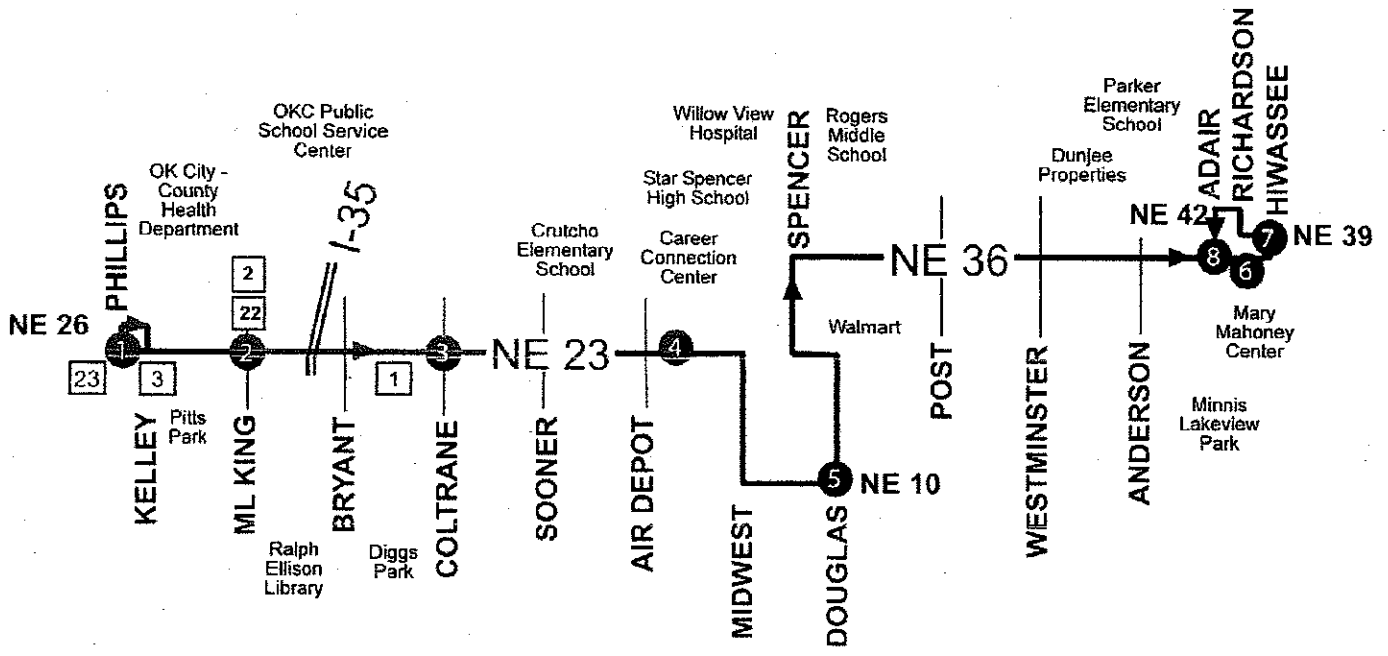 OKC Public
School Service
Center
OK City -
County
Health
Department
PHILLIPS
I-35
2
22
NE 26
1
2
3
23
3
1
KELLEY
Pitts
Park
ML KING
BRYANT
Ralph
Ellison
Library
Diggs
Park
COLTRANE
NE 23
Crutcho
Elementary
School
SOONER
Willow View
Hospital
Star Spencer
High School
Career
Connection
Center
4
AIR DEPOT
MIDWEST
SPENCER
Rogers
Middle
School
Walmart
5
NE 10
DOUGLAS
NE 36
POST
WESTMINSTER
Parker
Elementary
School
Dunjee
Properties
ANDERSON
ADAIR
RICHARDSON
HIWASSEE
NE 42
8
6
7
NE 39
Mary
Mahoney
Center
Minnis
Lakeview
Park